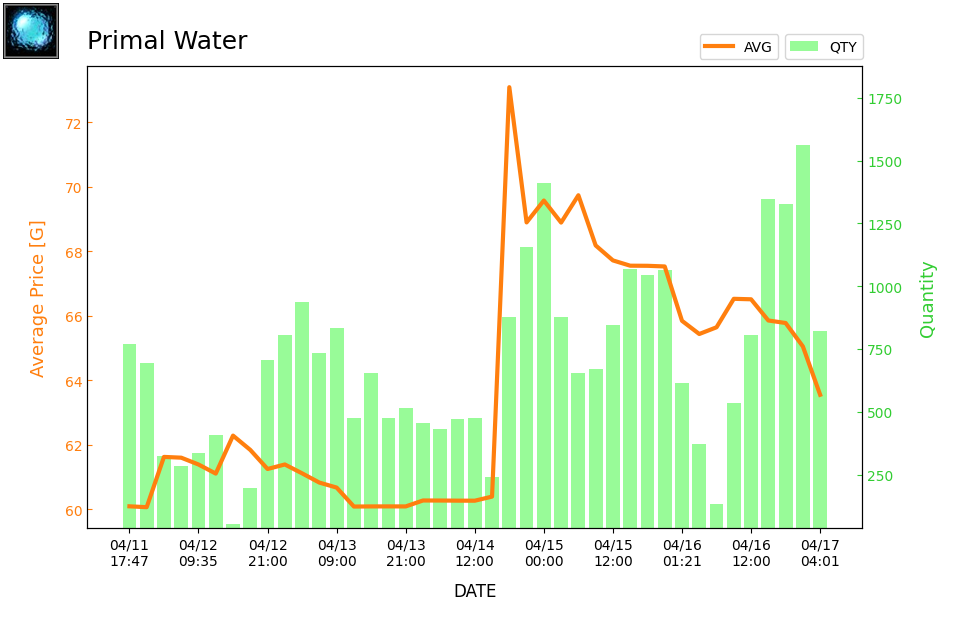 Primal Water
AVG
QTY
Average Price [G]
72
70
68
66
64
62
60
1750
1500
1250
1000
750
500
250
Quantity
04/11 04/12 04/12 04/13 04/13 04/14 04/15 04/15 04/16 04/16 04/17
17:47 09:35 21:00 09:00 21:00 12:00 00:00 12:00 01:21 12:00 04:01
DATE